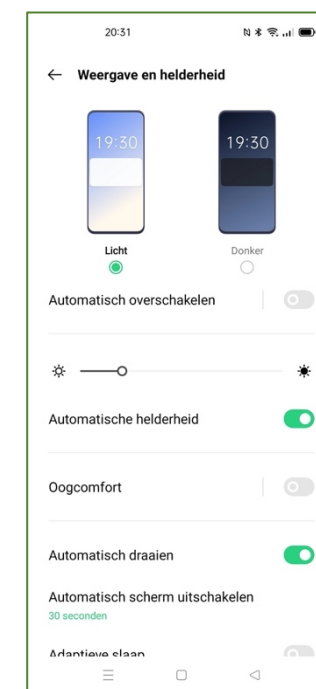 20:31
Weergave en helderheid
19:30
19:30
Licht
Donker
Automatisch overschakelen
Automatische helderheid
Oogcomfort
Automatisch draaien
Automatisch scherm uitschakelen
30 seconden
Adaptieve slaap